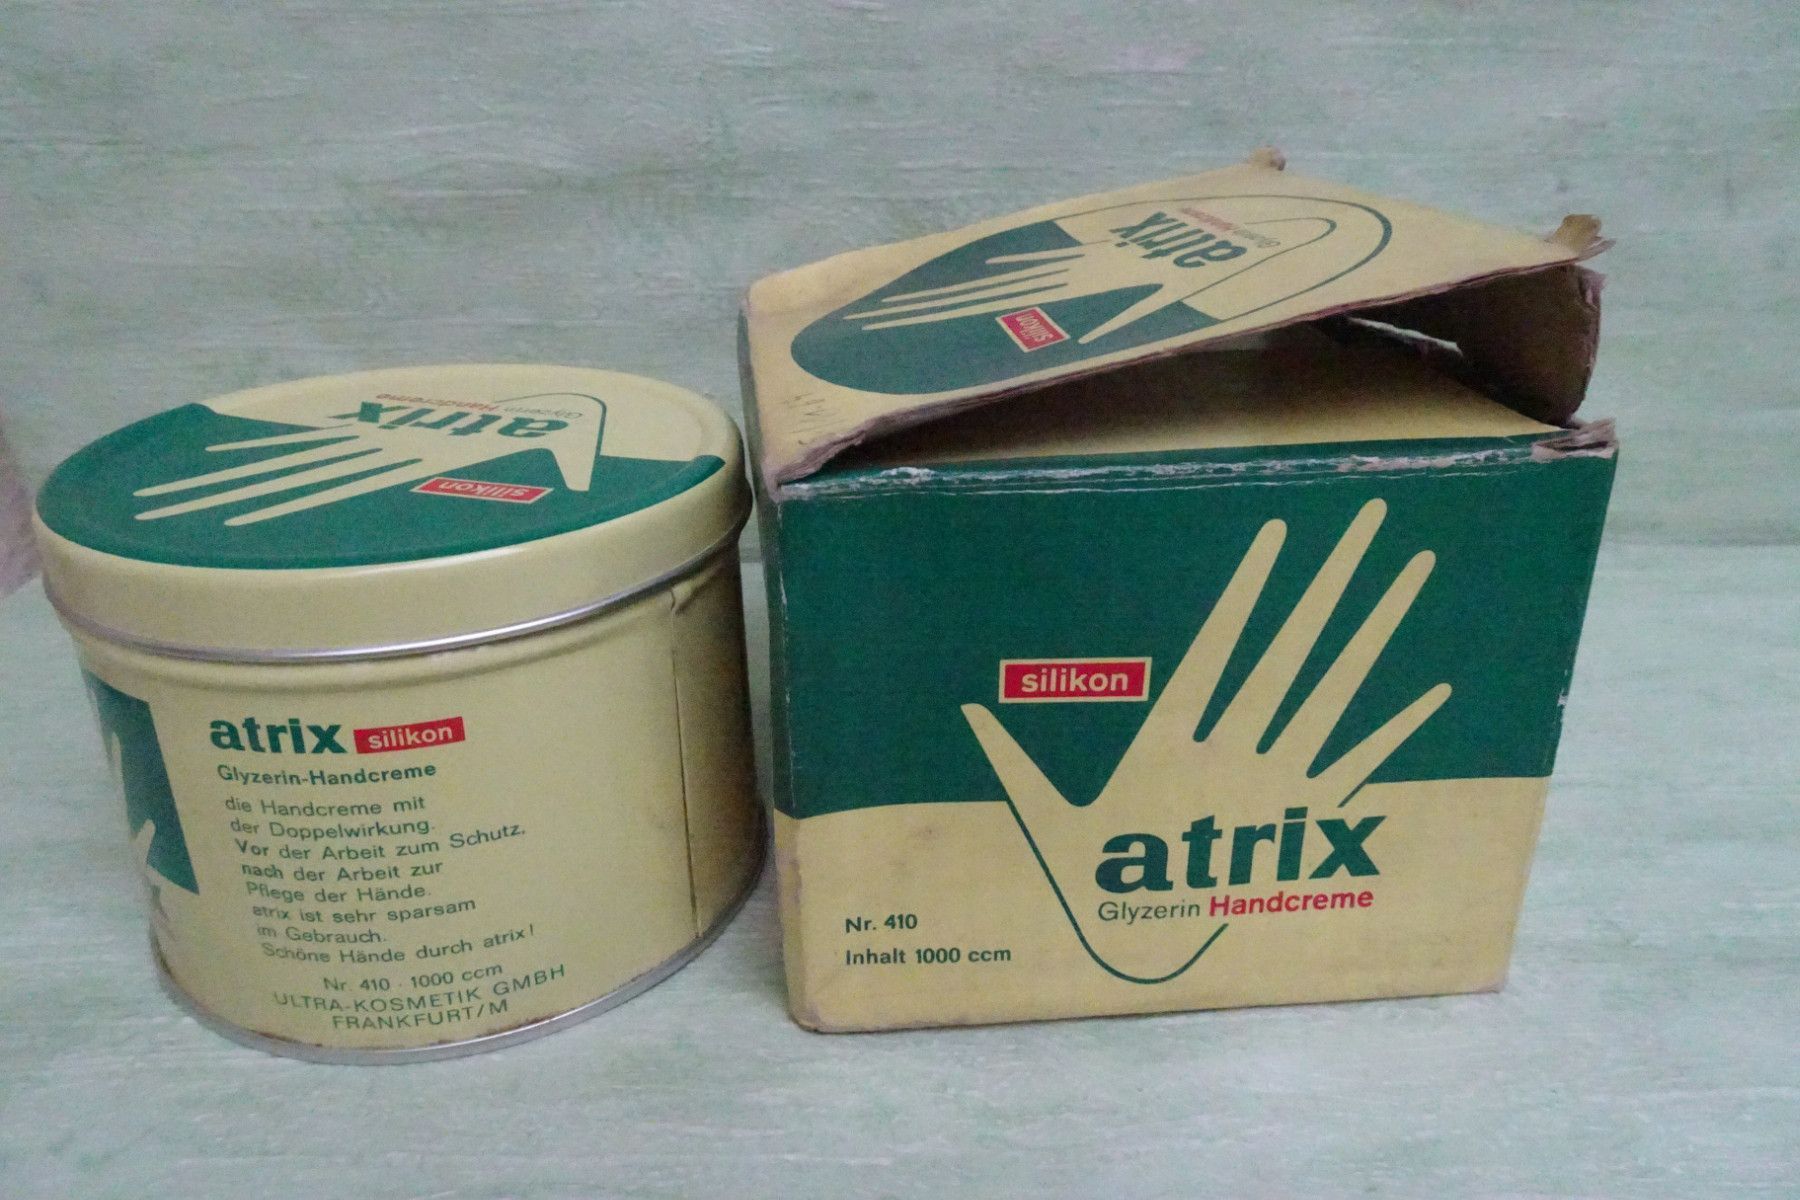 atrix
Glyzerin Handcreme
silikon
atrix silikon
Glyzerin-Handcreme
die Handcreme mit
der Doppelwirkung.
Vor der Arbeit zum Schutz,
nach der Arbeit zur
Pflege der Hände.
atrix ist sehr sparsam
im Gebrauch.
Schöne Hände durch atrix!
Nr. 410 · 1000 ccm
ULTRA-KOSMETIK GMBH
FRANKFURT/M
atrix
Glyzerin Handcreme
silikon
silikon
atrix
Glyzerin Handcreme
Nr. 410
Inhalt 1000 ccm